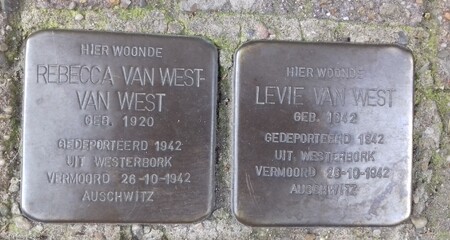 HIER WOONDE
REBECCA VAN WEST-
VAN WEST
GEB. 1920
GEDEPORTEERD 1942
UIT WESTERBORK
VERMOORD 26-10-1942
AUSCHWITZ
HIER WOONDE
LEVIE VAN WEST
GEB. 1942
GEDEPORTEERD 1942
UIT WESTERBORK
VERMOORD 26-10-1942
AUSCHWITZ